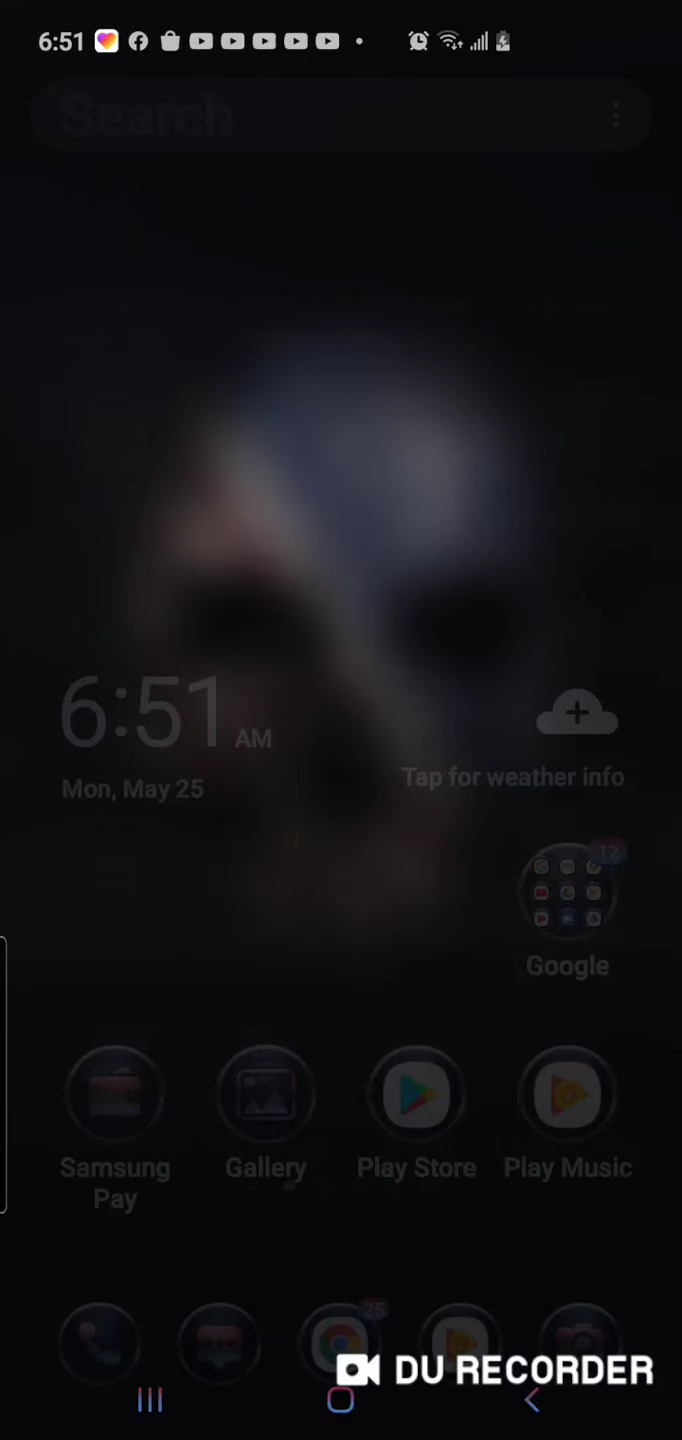 6:51
Search
6:51 AM
Mon, May 25
Tap for weather info
12
Google
Samsung Pay
Gallery
Play Store
Play Music
25
DU RECORDER